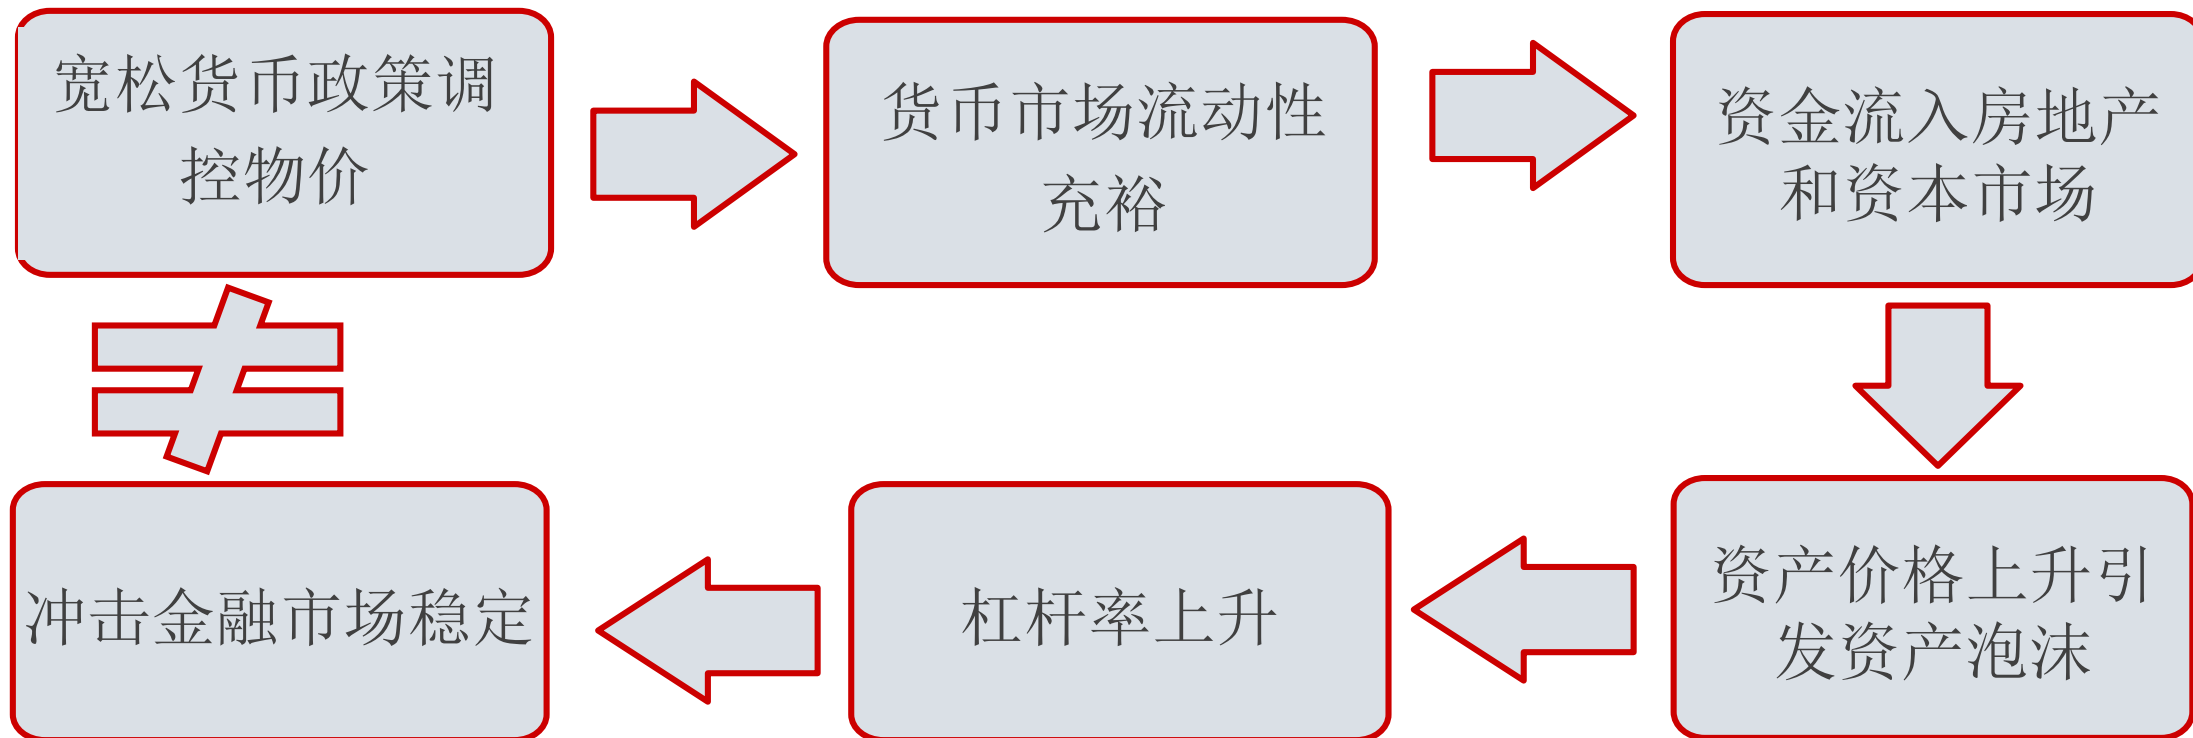 宽松货币政策调
控物价
货币市场流动性
充裕
资金流入房地产
和资本市场
资产价格上升引
发资产泡沫
杠杆率上升
冲击金融市场稳定